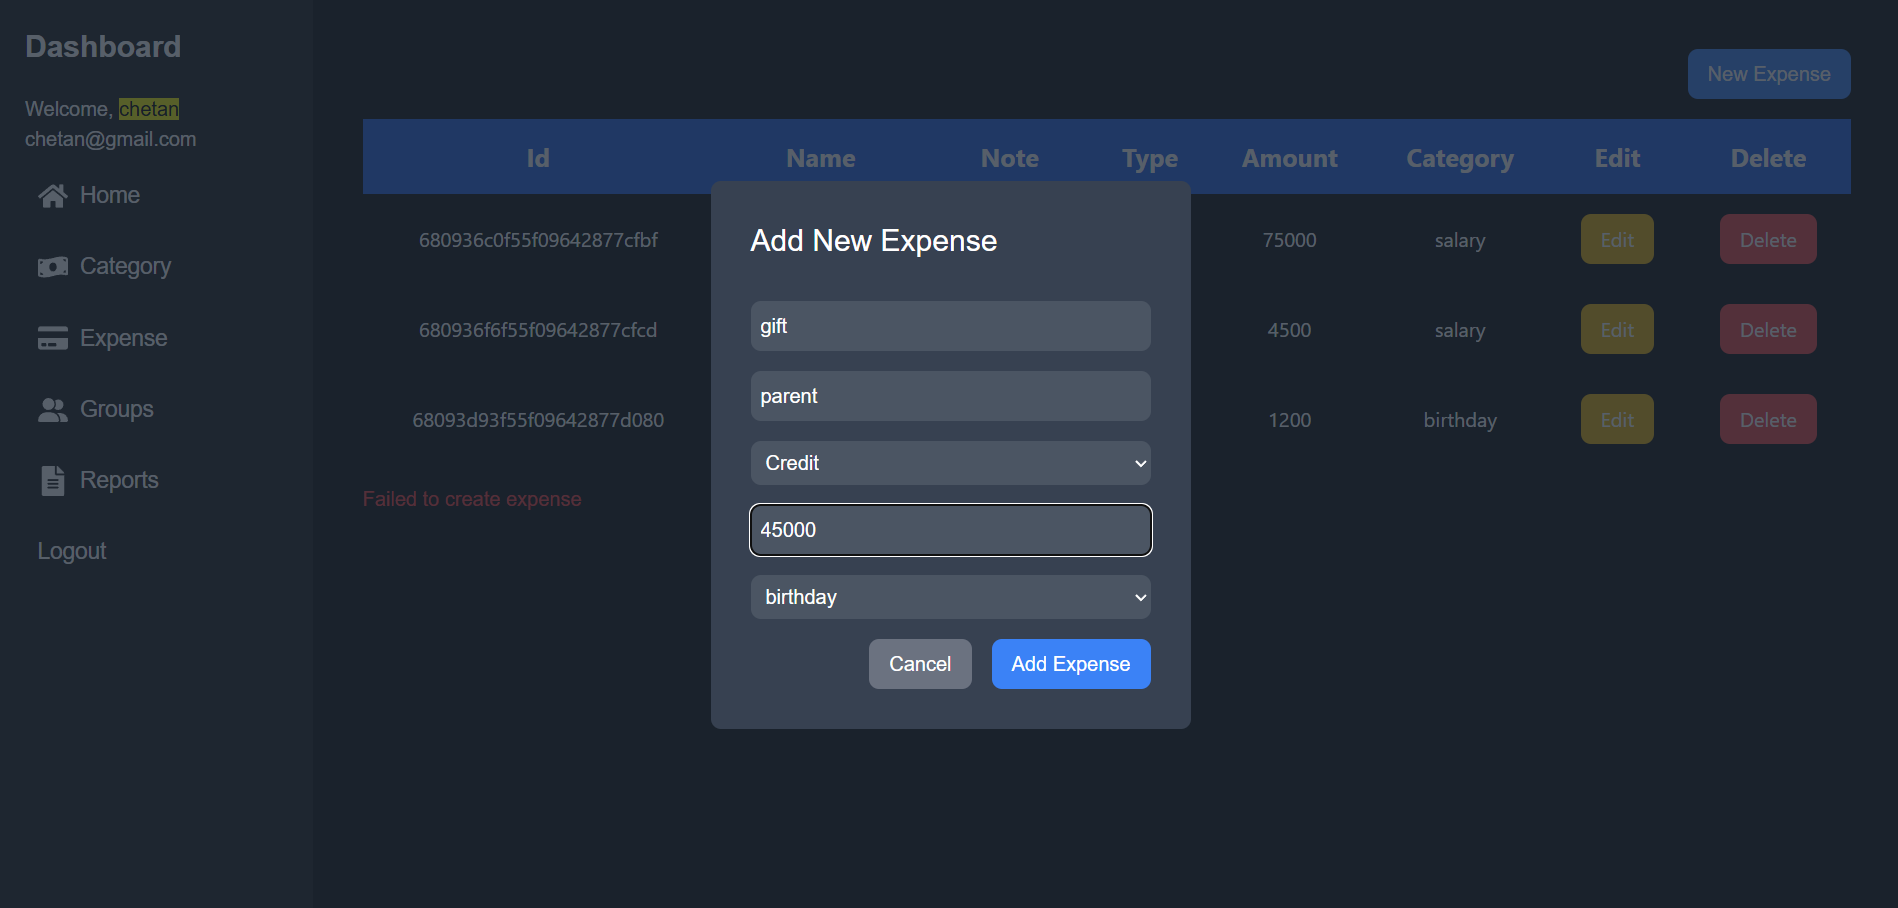 Dashboard
Welcome, chetan
chetan@gmail.com
Home
Category
Expense
Groups
Reports
Logout
New Expense
Id Name Note Type Amount Category Edit Delete
680936c0f55f09642877cfbf 75000 salary Edit Delete
680936f6f55f09642877cfcd 4500 salary Edit Delete
68093d93f55f09642877d080 1200 birthday Edit Delete
Failed to create expense
Add New Expense
gift
parent
Credit
45000
birthday
Cancel Add Expense